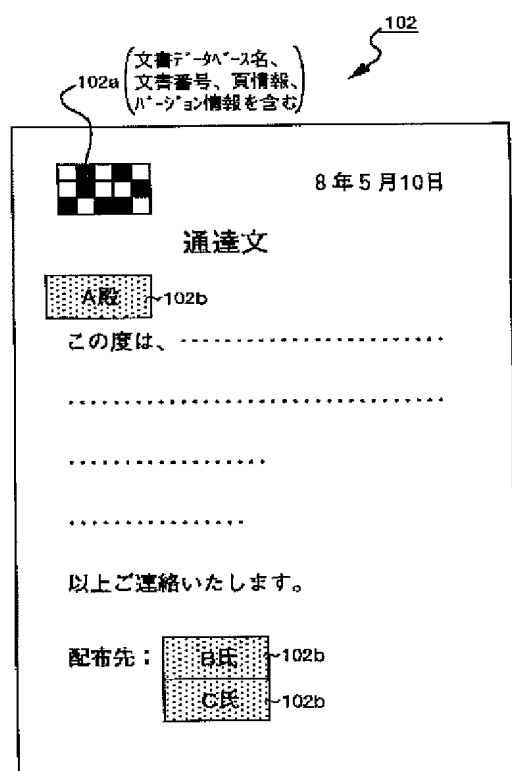 102
102a
文書データベース名、
文書番号、頁情報、
バージョン情報を含む
8年5月10日
通達文
A殿 102b
この度は、
以上ご連絡いたします。
配布先： B氏 102b
C氏 102b